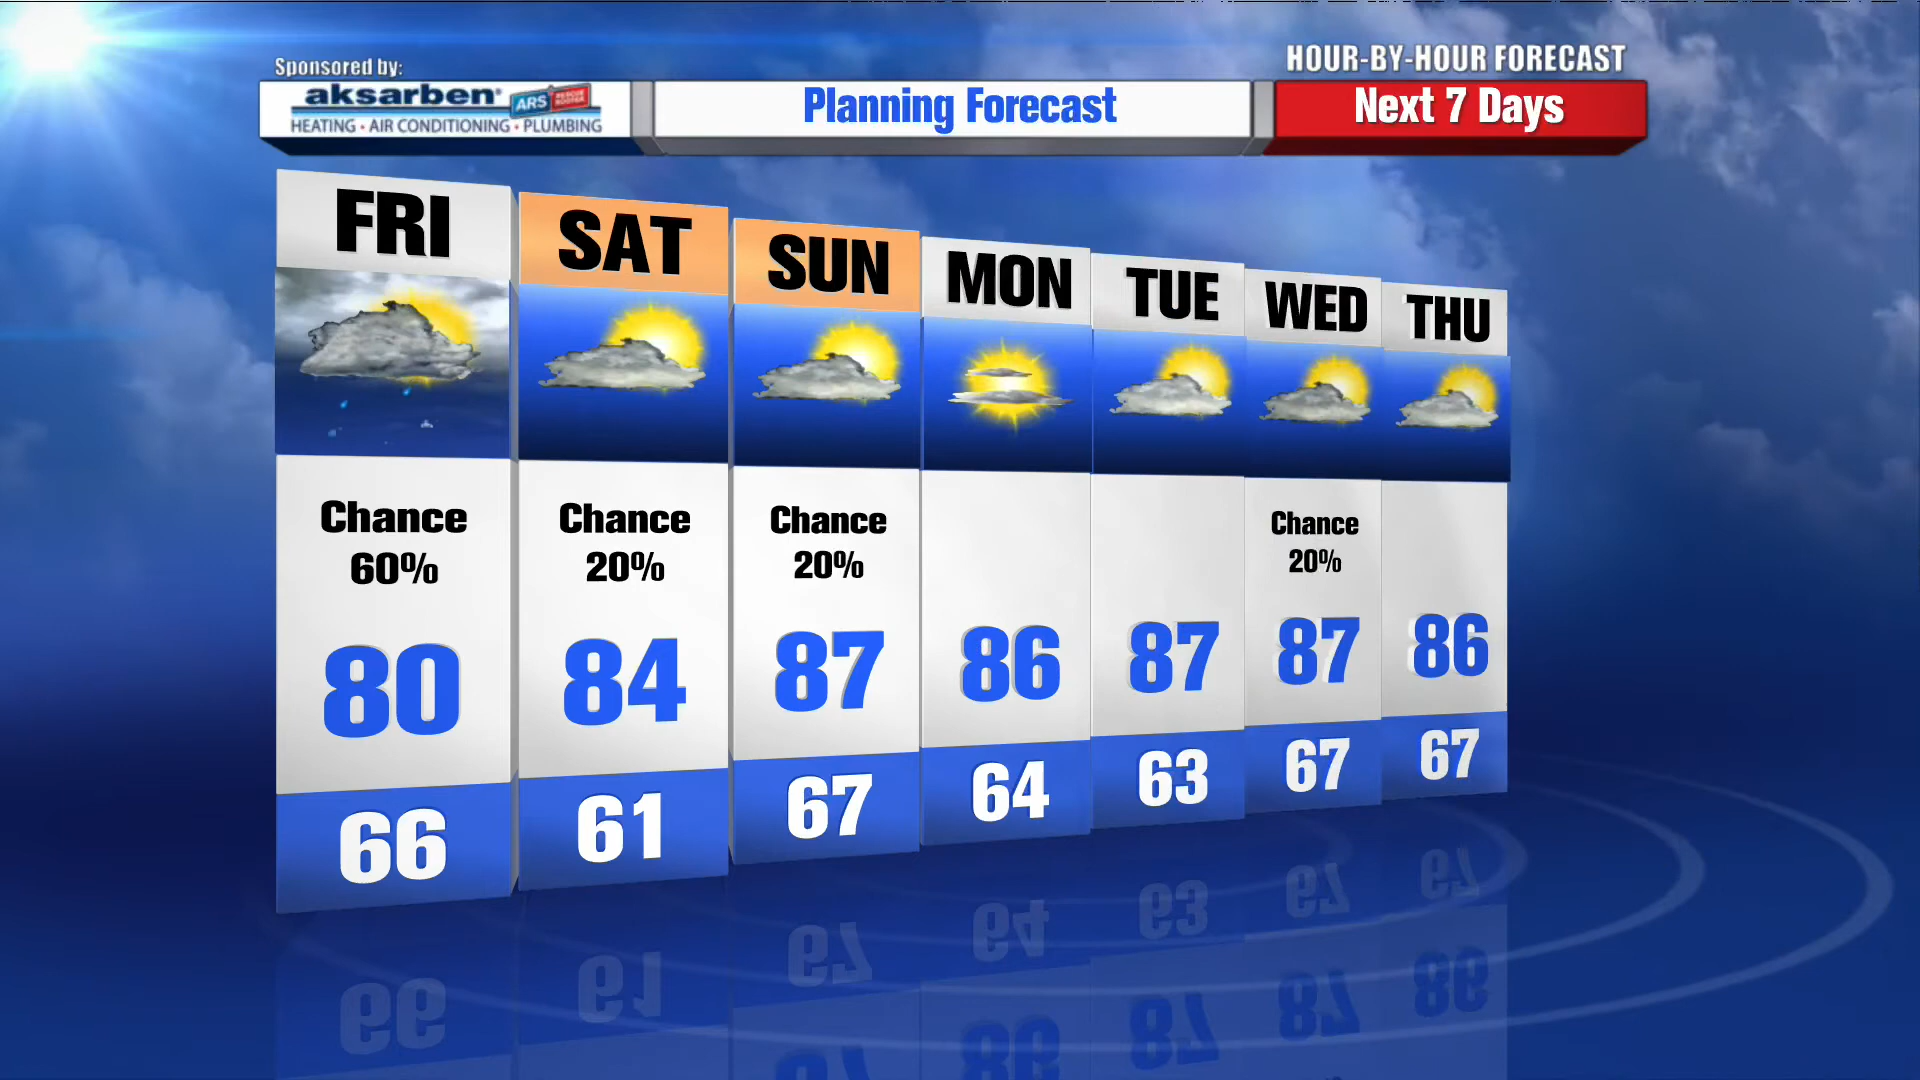 Sponsored by:
aksarben®
ARS
RESCUE
ROOTER
HEATING · AIR CONDITIONING · PLUMBING
Planning Forecast
HOUR-BY-HOUR FORECAST
Next 7 Days
FRI SAT SUN MON TUE WED THU
Chance Chance Chance Chance
60% 20% 20% 20%
80 84 87 86 87 87 86
66 61 67 64 63 67 67